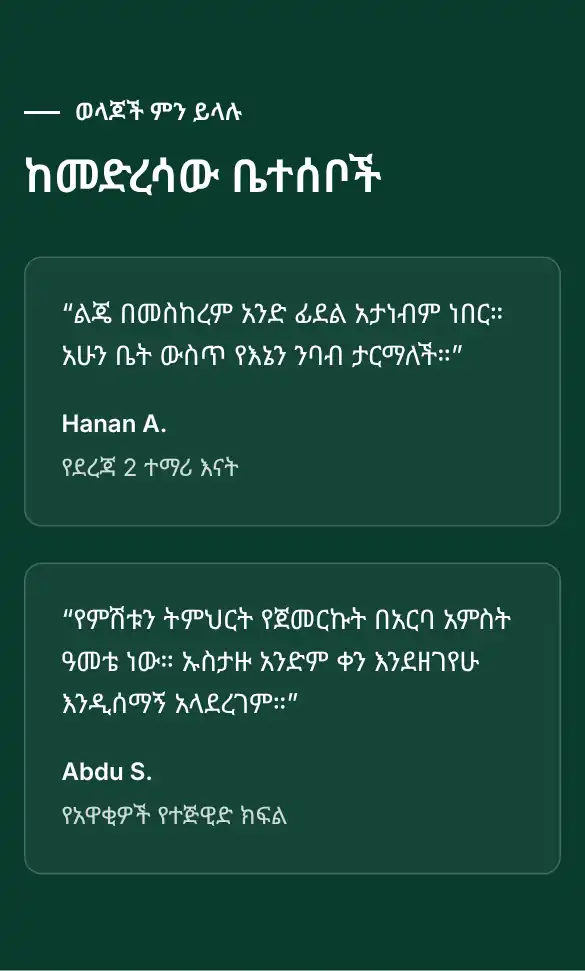 ወላጆች ምን ይላሉ
ከመድረሳው ቤተሰቦች
“ልጄ በመስከረም አንድ ፊደል አታነብም ነበር።
አሁን ቤት ውስጥ የእኔን ንባብ ታርማለች።”
Hanan A.
የደረጃ 2 ተማሪ እናት
“የምሽቱን ትምህርት የጀመርኩት በአርባ አምስት
ዓመቴ ነው። ኡስታዙ አንድም ቀን እንደዘገየሁ
እንዲሰማኝ አላደረገም።”
Abdu S.
የአዋቂዎች የተጅዊድ ክፍል